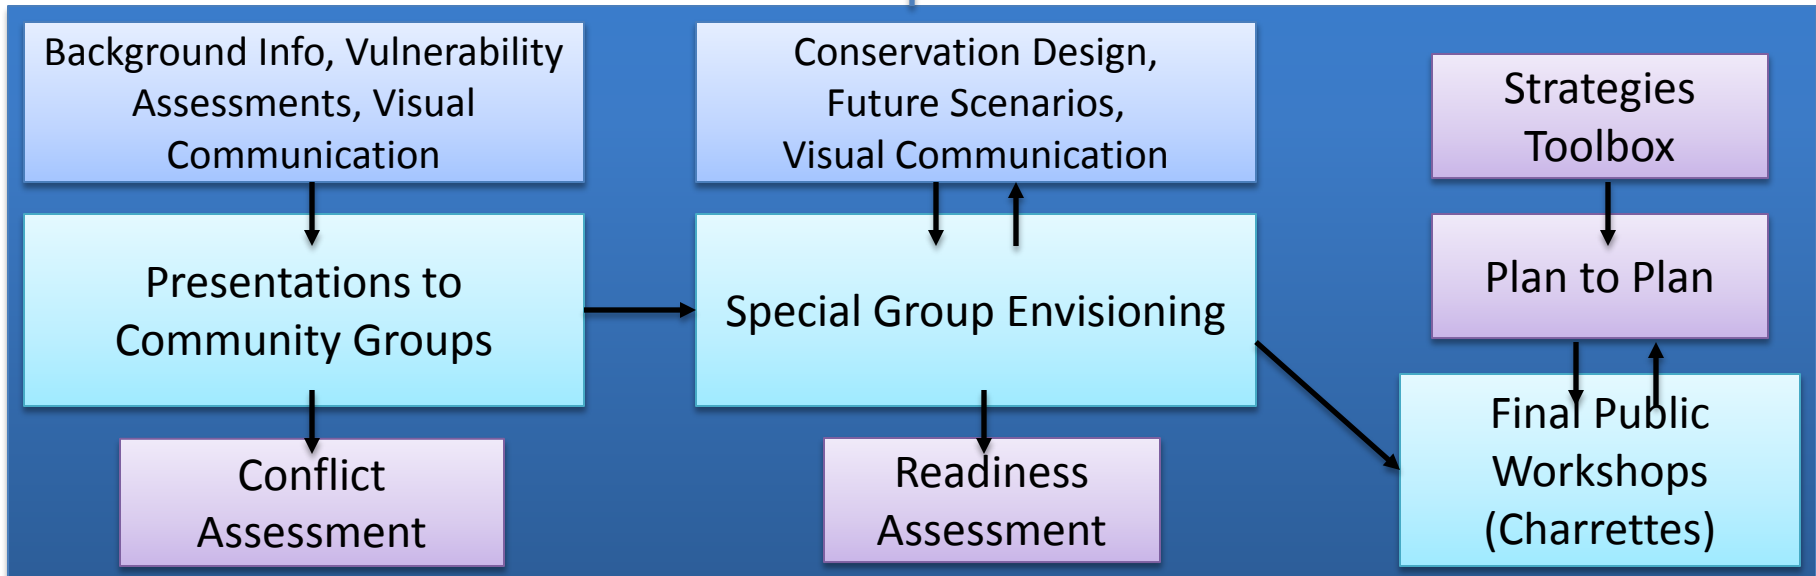 Background Info, Vulnerability
Assessments, Visual
Communication
Conservation Design,
Future Scenarios,
Visual Communication
Strategies
Toolbox
Presentations to
Community Groups
Special Group Envisioning
Plan to Plan
Conflict
Assessment
Readiness
Assessment
Final Public
Workshops
(Charrettes)